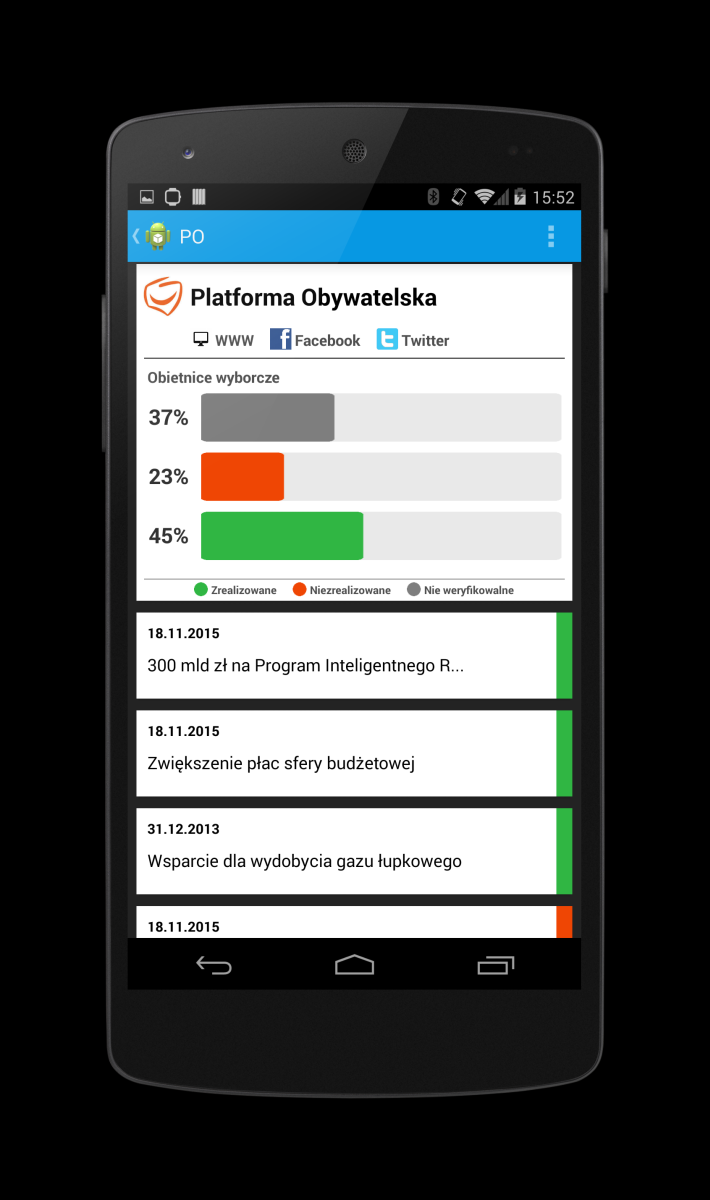 15:52
PO
Platforma Obywatelska
WWW Facebook Twitter
Obietnice wyborcze
37%
23%
45%
Zrealizowane Niezrealizowane Nie weryfikowalne
18.11.2015
300 mld zł na Program Inteligentnego R...
18.11.2015
Zwiększenie płac sfery budżetowej
31.12.2013
Wsparcie dla wydobycia gazu łupkowego
18.11.2015